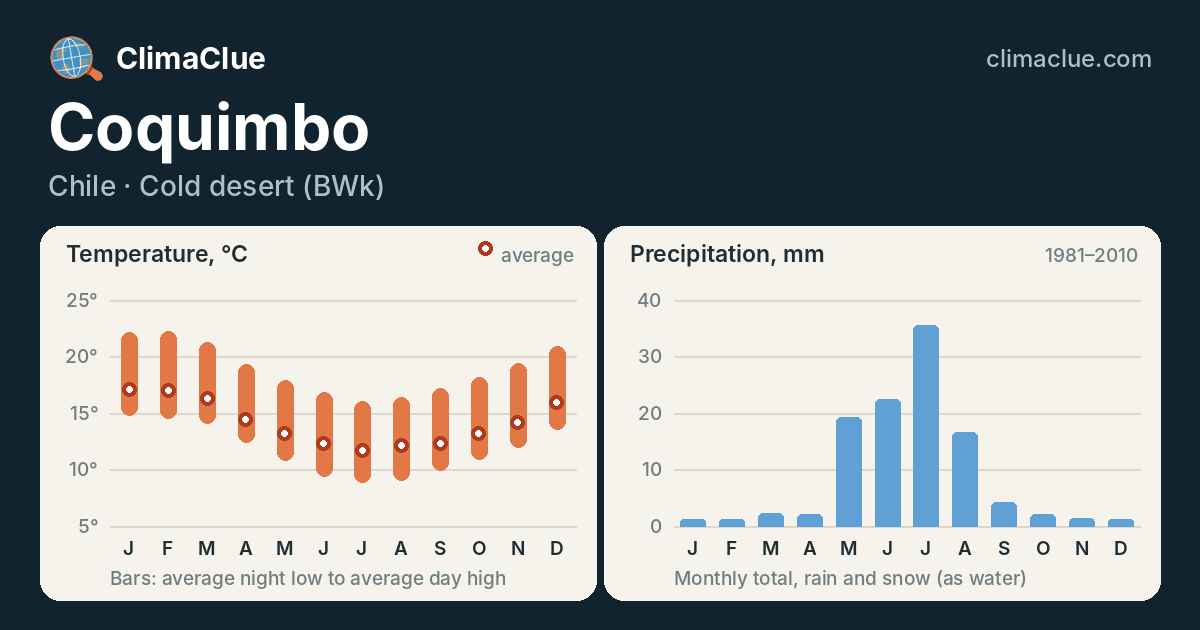 ClimaClue
climaclue.com
Coquimbo
Chile · Cold desert (BWk)
Temperature, °C
average
25°
20°
15°
10°
5°
J F M A M J J A S O N D
Bars: average night low to average day high
Precipitation, mm
1981–2010
40
30
20
10
0
J F M A M J J A S O N D
Monthly total, rain and snow (as water)